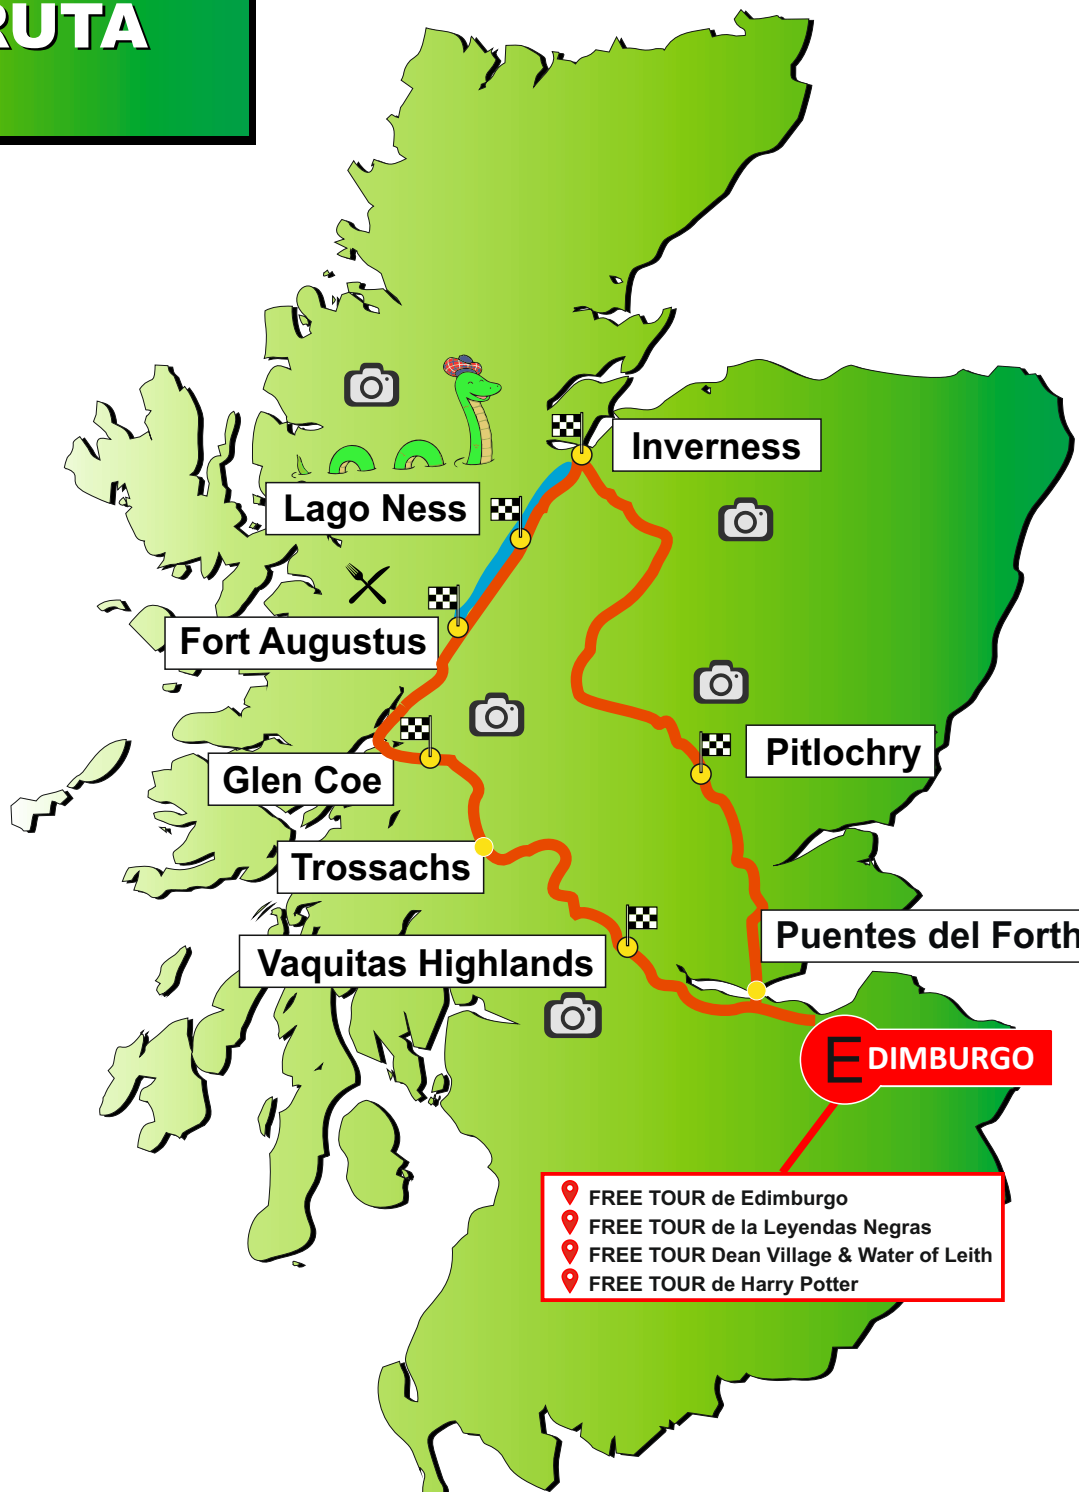 RUTA
Inverness
Lago Ness
Fort Augustus
Pitlochry
Glen Coe
Trossachs
Puentes del Forth
Vaquitas Highlands
EDIMBURGO
FREE TOUR de Edimburgo
FREE TOUR de la Leyendas Negras
FREE TOUR Dean Village & Water of Leith
FREE TOUR de Harry Potter